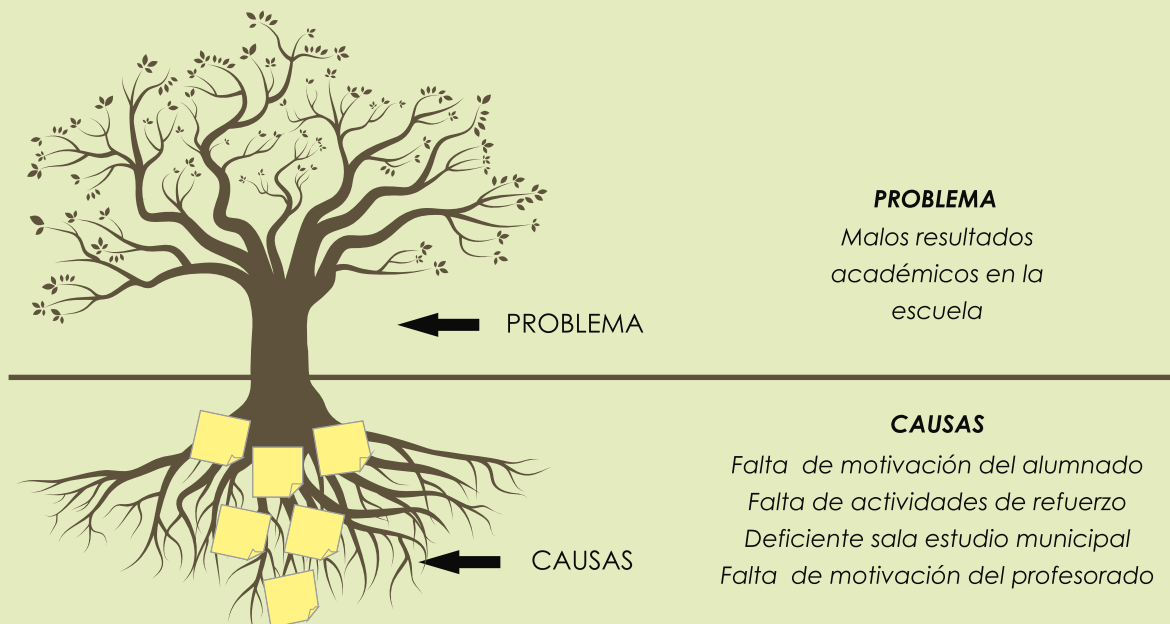 PROBLEMA
Malos resultados
académicos en la
escuela
PROBLEMA
CAUSAS
Falta de motivación del alumnado
Falta de actividades de refuerzo
Deficiente sala estudio municipal
Falta de motivación del profesorado
CAUSAS